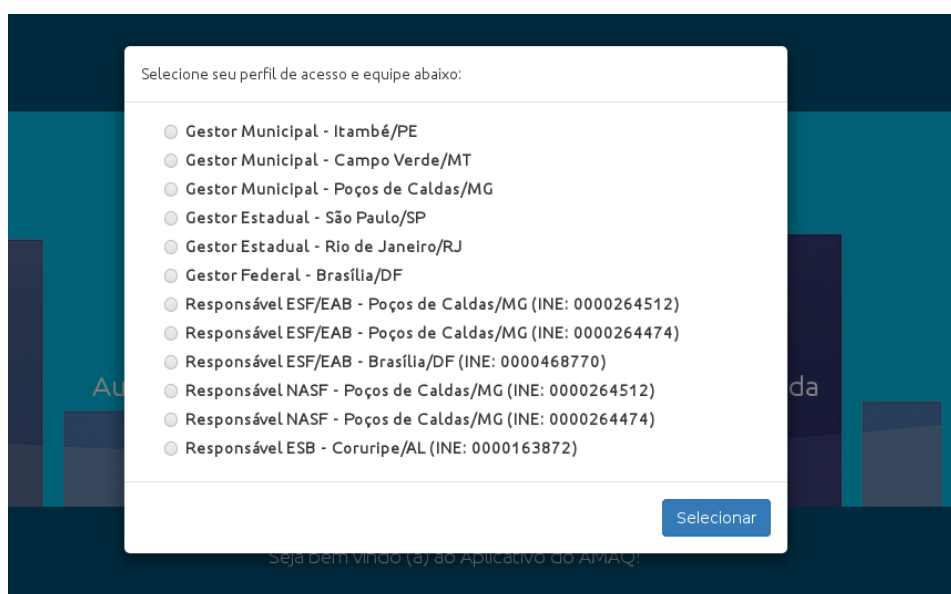 Selecione seu perfil de acesso e equipe abaixo:
Gestor Municipal - Itambé/PE
Gestor Municipal - Campo Verde/MT
Gestor Municipal - Poços de Caldas/MG
Gestor Estadual - São Paulo/SP
Gestor Estadual - Rio de Janeiro/RJ
Gestor Federal - Brasília/DF
Responsável ESF/EAB - Poços de Caldas/MG (INE: 0000264512)
Responsável ESF/EAB - Poços de Caldas/MG (INE: 0000264474)
Responsável ESF/EAB - Brasília/DF (INE: 0000468770)
Responsável NASF - Poços de Caldas/MG (INE: 0000264512)
Responsável NASF - Poços de Caldas/MG (INE: 0000264474)
Responsável ESB - Coruripe/AL (INE: 0000163872)
Selecionar
Seja bem vindo (a) ao Aplicativo do AMAQ!